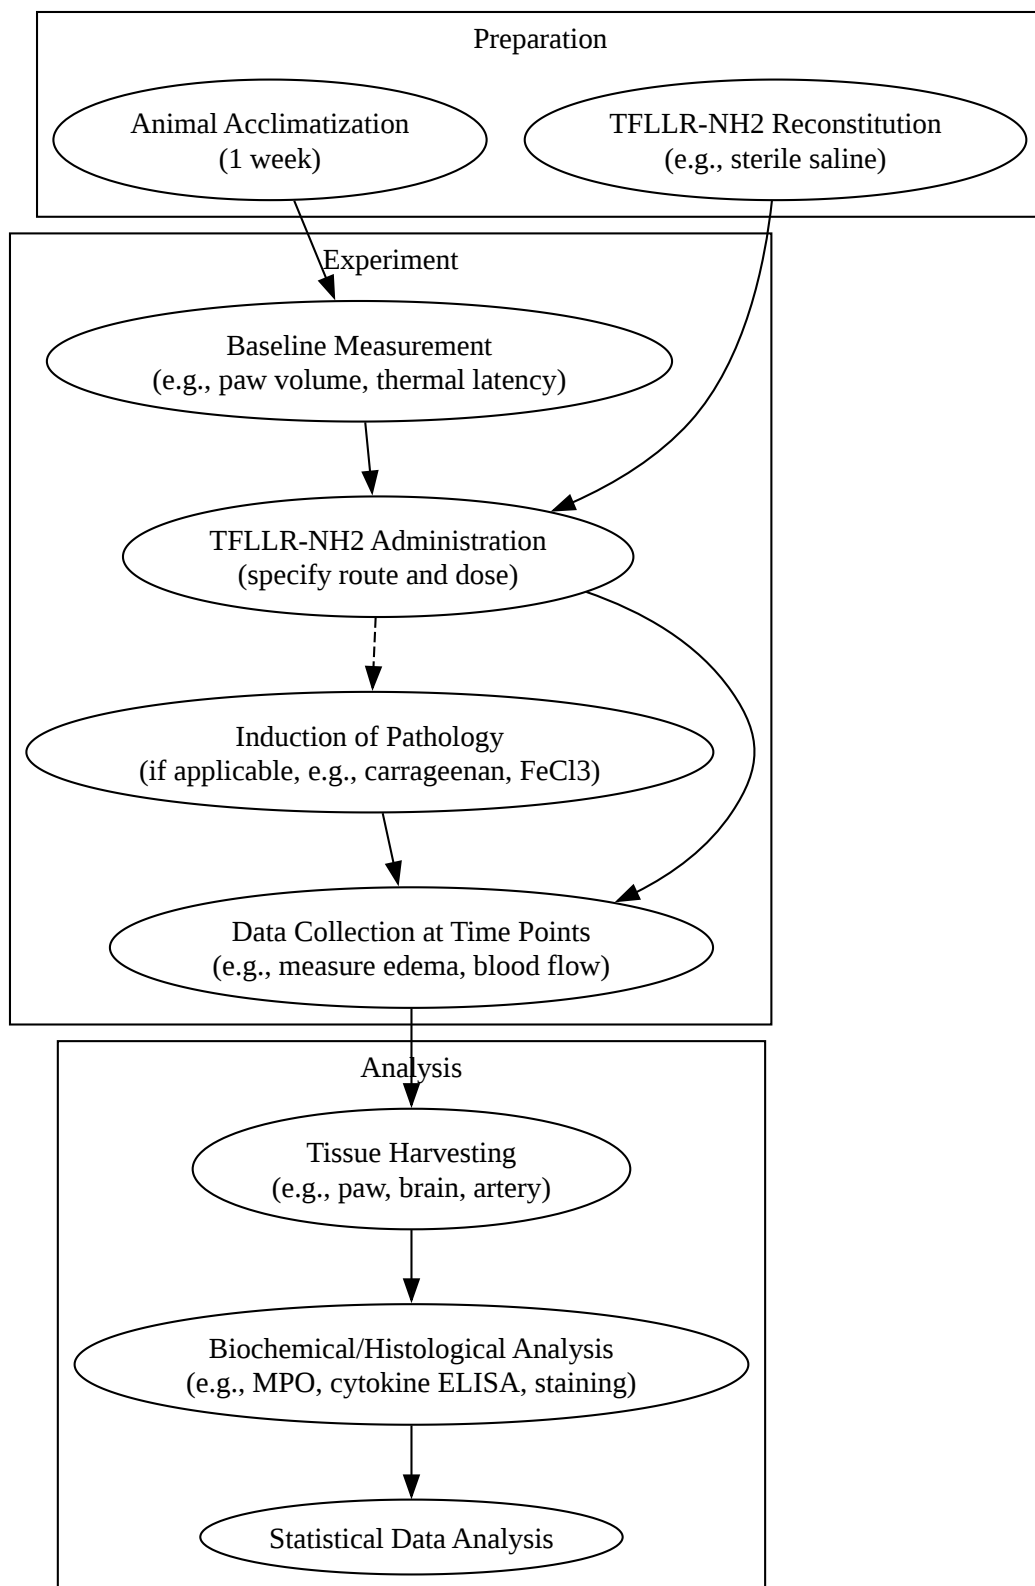 Preparation
Animal Acclimatization
(1 week)
TFLLR-NH2 Reconstitution
(e.g., sterile saline)
Experiment
Baseline Measurement
(e.g., paw volume, thermal latency)
TFLLR-NH2 Administration
(specify route and dose)
Induction of Pathology
(if applicable, e.g., carrageenan, FeCl3)
Data Collection at Time Points
(e.g., measure edema, blood flow)
Analysis
Tissue Harvesting
(e.g., paw, brain, artery)
Biochemical/Histological Analysis
(e.g., MPO, cytokine ELISA, staining)
Statistical Data Analysis